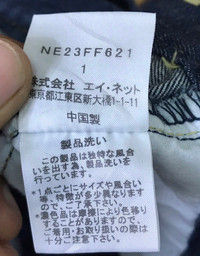 NE23FF621
1
株式会社 エイ・ネット
東京都江東区新大橋1-1-11
中国製
製品洗い
この製品は独特な風合
いを出す為、製品洗いを
行っています。
*1点ごとにサイズや風合い
等、特徴が多少異なります
ので、ご了承下さい。
*濃色品は摩擦により色移り
することがありますので、
ご着用・お取り扱いの際は
十分ご注意下さい。